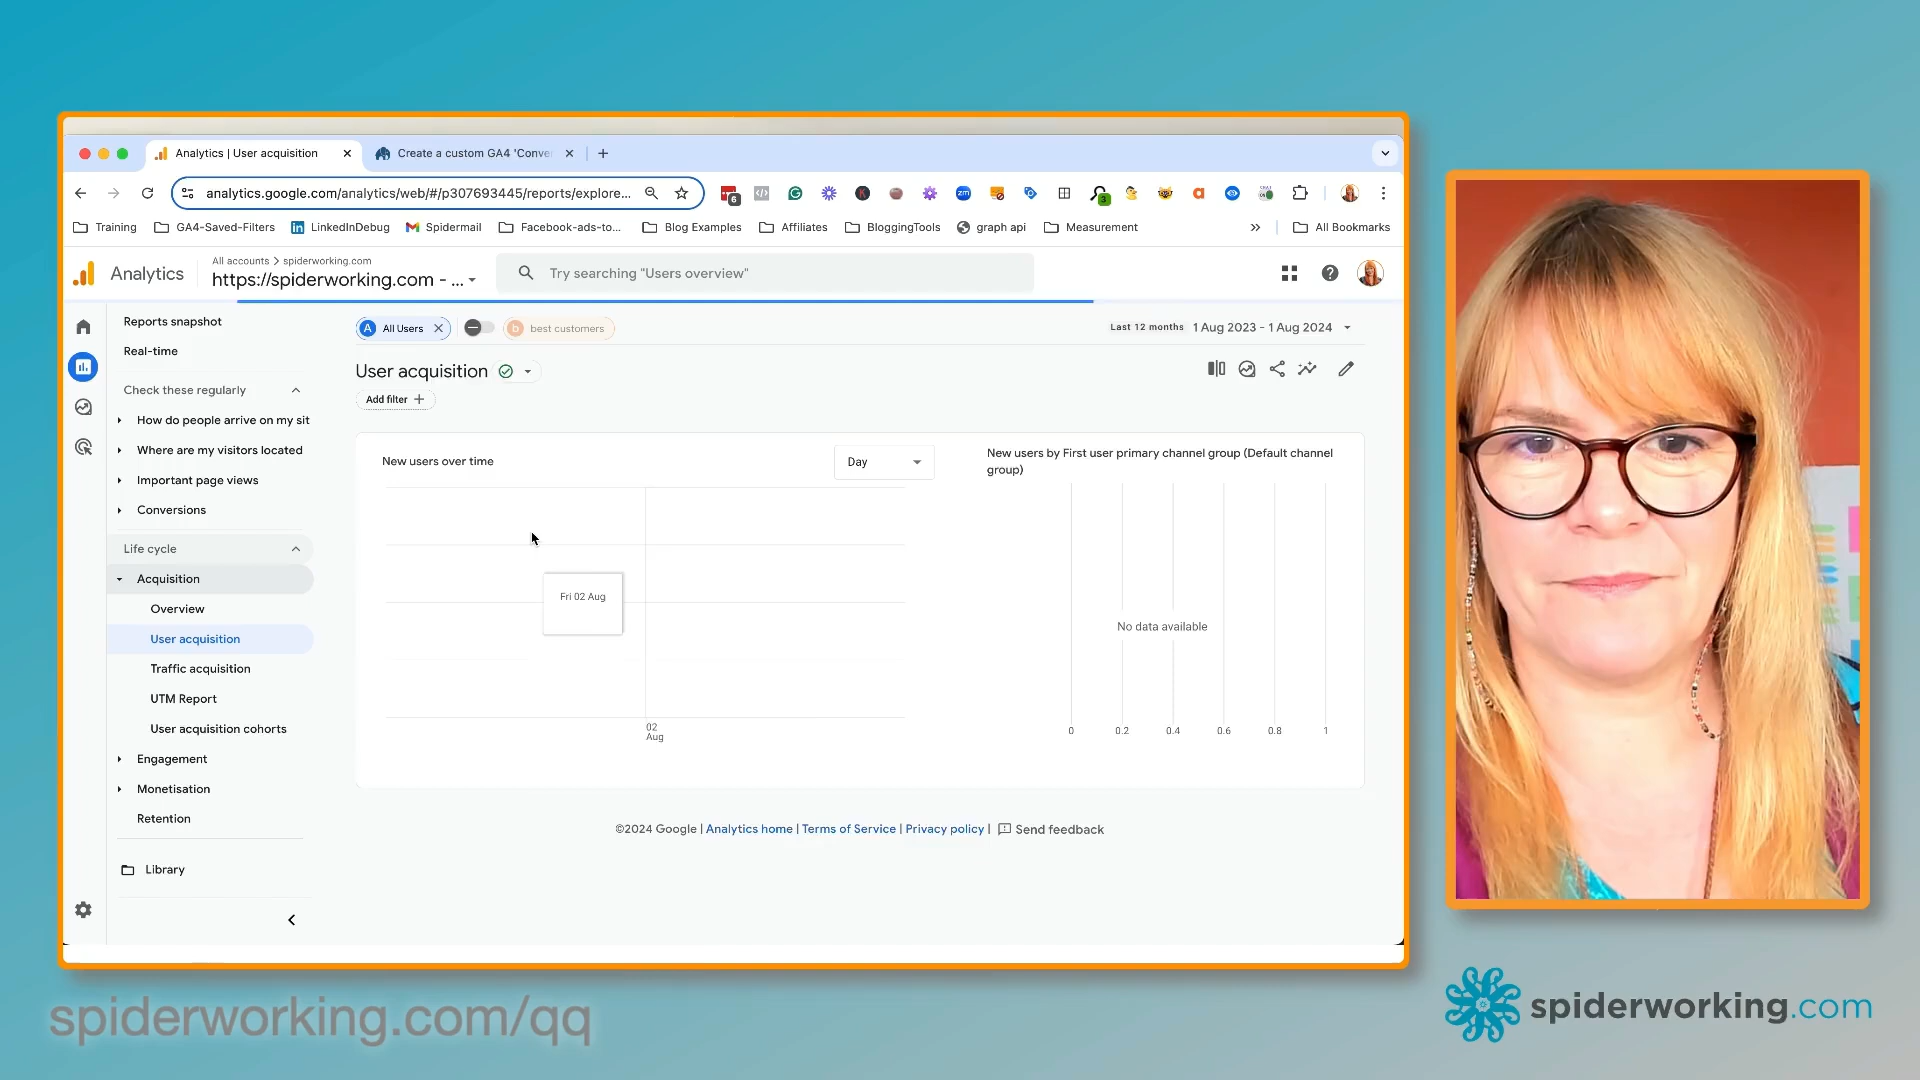 Analytics | User acquisition
Create a custom GA4 'Conve
analytics.google.com/analytics/web/#/p307693445/reports/explore...
6
3
Training
GA4-Saved-Filters
LinkedInDebug
Spidermail
Facebook-ads-to...
Blog Examples
Affiliates
BloggingTools
graph api
Measurement
All Bookmarks
Analytics
All accounts > spiderworking.com
https://spiderworking.com - ...
Try searching "Users overview"
Reports snapshot
Real-time
Check these regularly
How do people arrive on my sit
Where are my visitors located
Important page views
Conversions
Life cycle
Acquisition
Overview
User acquisition
Traffic acquisition
UTM Report
User acquisition cohorts
Engagement
Monetisation
Retention
Library
A All Users
b best customers
Last 12 months 1 Aug 2023 - 1 Aug 2024
User acquisition
Add filter +
New users over time
Day
Fri 02 Aug
02
Aug
New users by First user primary channel group (Default channel
group)
No data available
0 0.2 0.4 0.6 0.8 1
©2024 Google | Analytics home | Terms of Service | Privacy policy | Send feedback
spiderworking.com/qq
spiderworking.com